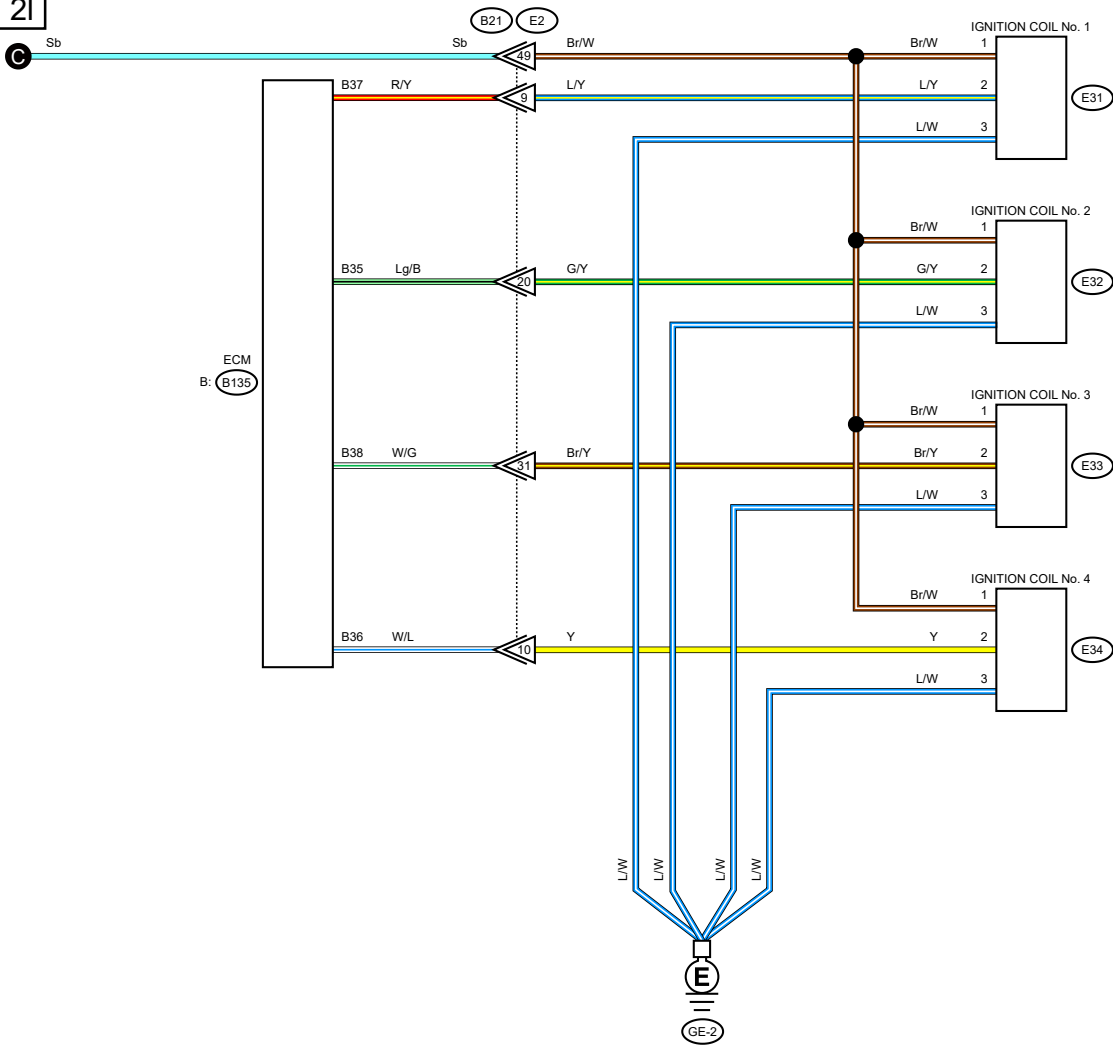 2I
B21 E2
IGNITION COIL No. 1
C Sb Sb 49 Br/W Br/W 1
B37 R/Y 9 L/Y L/Y 2
E31
L/W 3
IGNITION COIL No. 2
Br/W 1
B35 Lg/B 20 G/Y G/Y 2
E32
L/W 3
ECM
B: B135
IGNITION COIL No. 3
Br/W 1
B38 W/G 31 Br/Y Br/Y 2
E33
L/W 3
IGNITION COIL No. 4
Br/W 1
B36 W/L 10 Y Y 2
E34
L/W 3
L/W L/W L/W L/W
E
GE-2